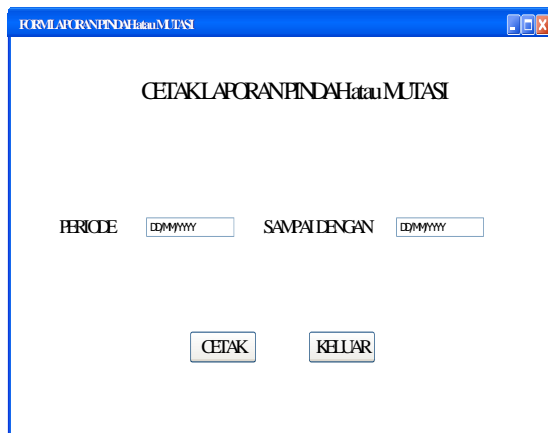 FORM LAPORAN PINDAH atau MUTASI
CETAK LAPORAN PINDAH atau MUTASI
PERIODE DD/MM/YYYY SAMPAI DENGAN DD/MM/YYYY
CETAK KELUAR